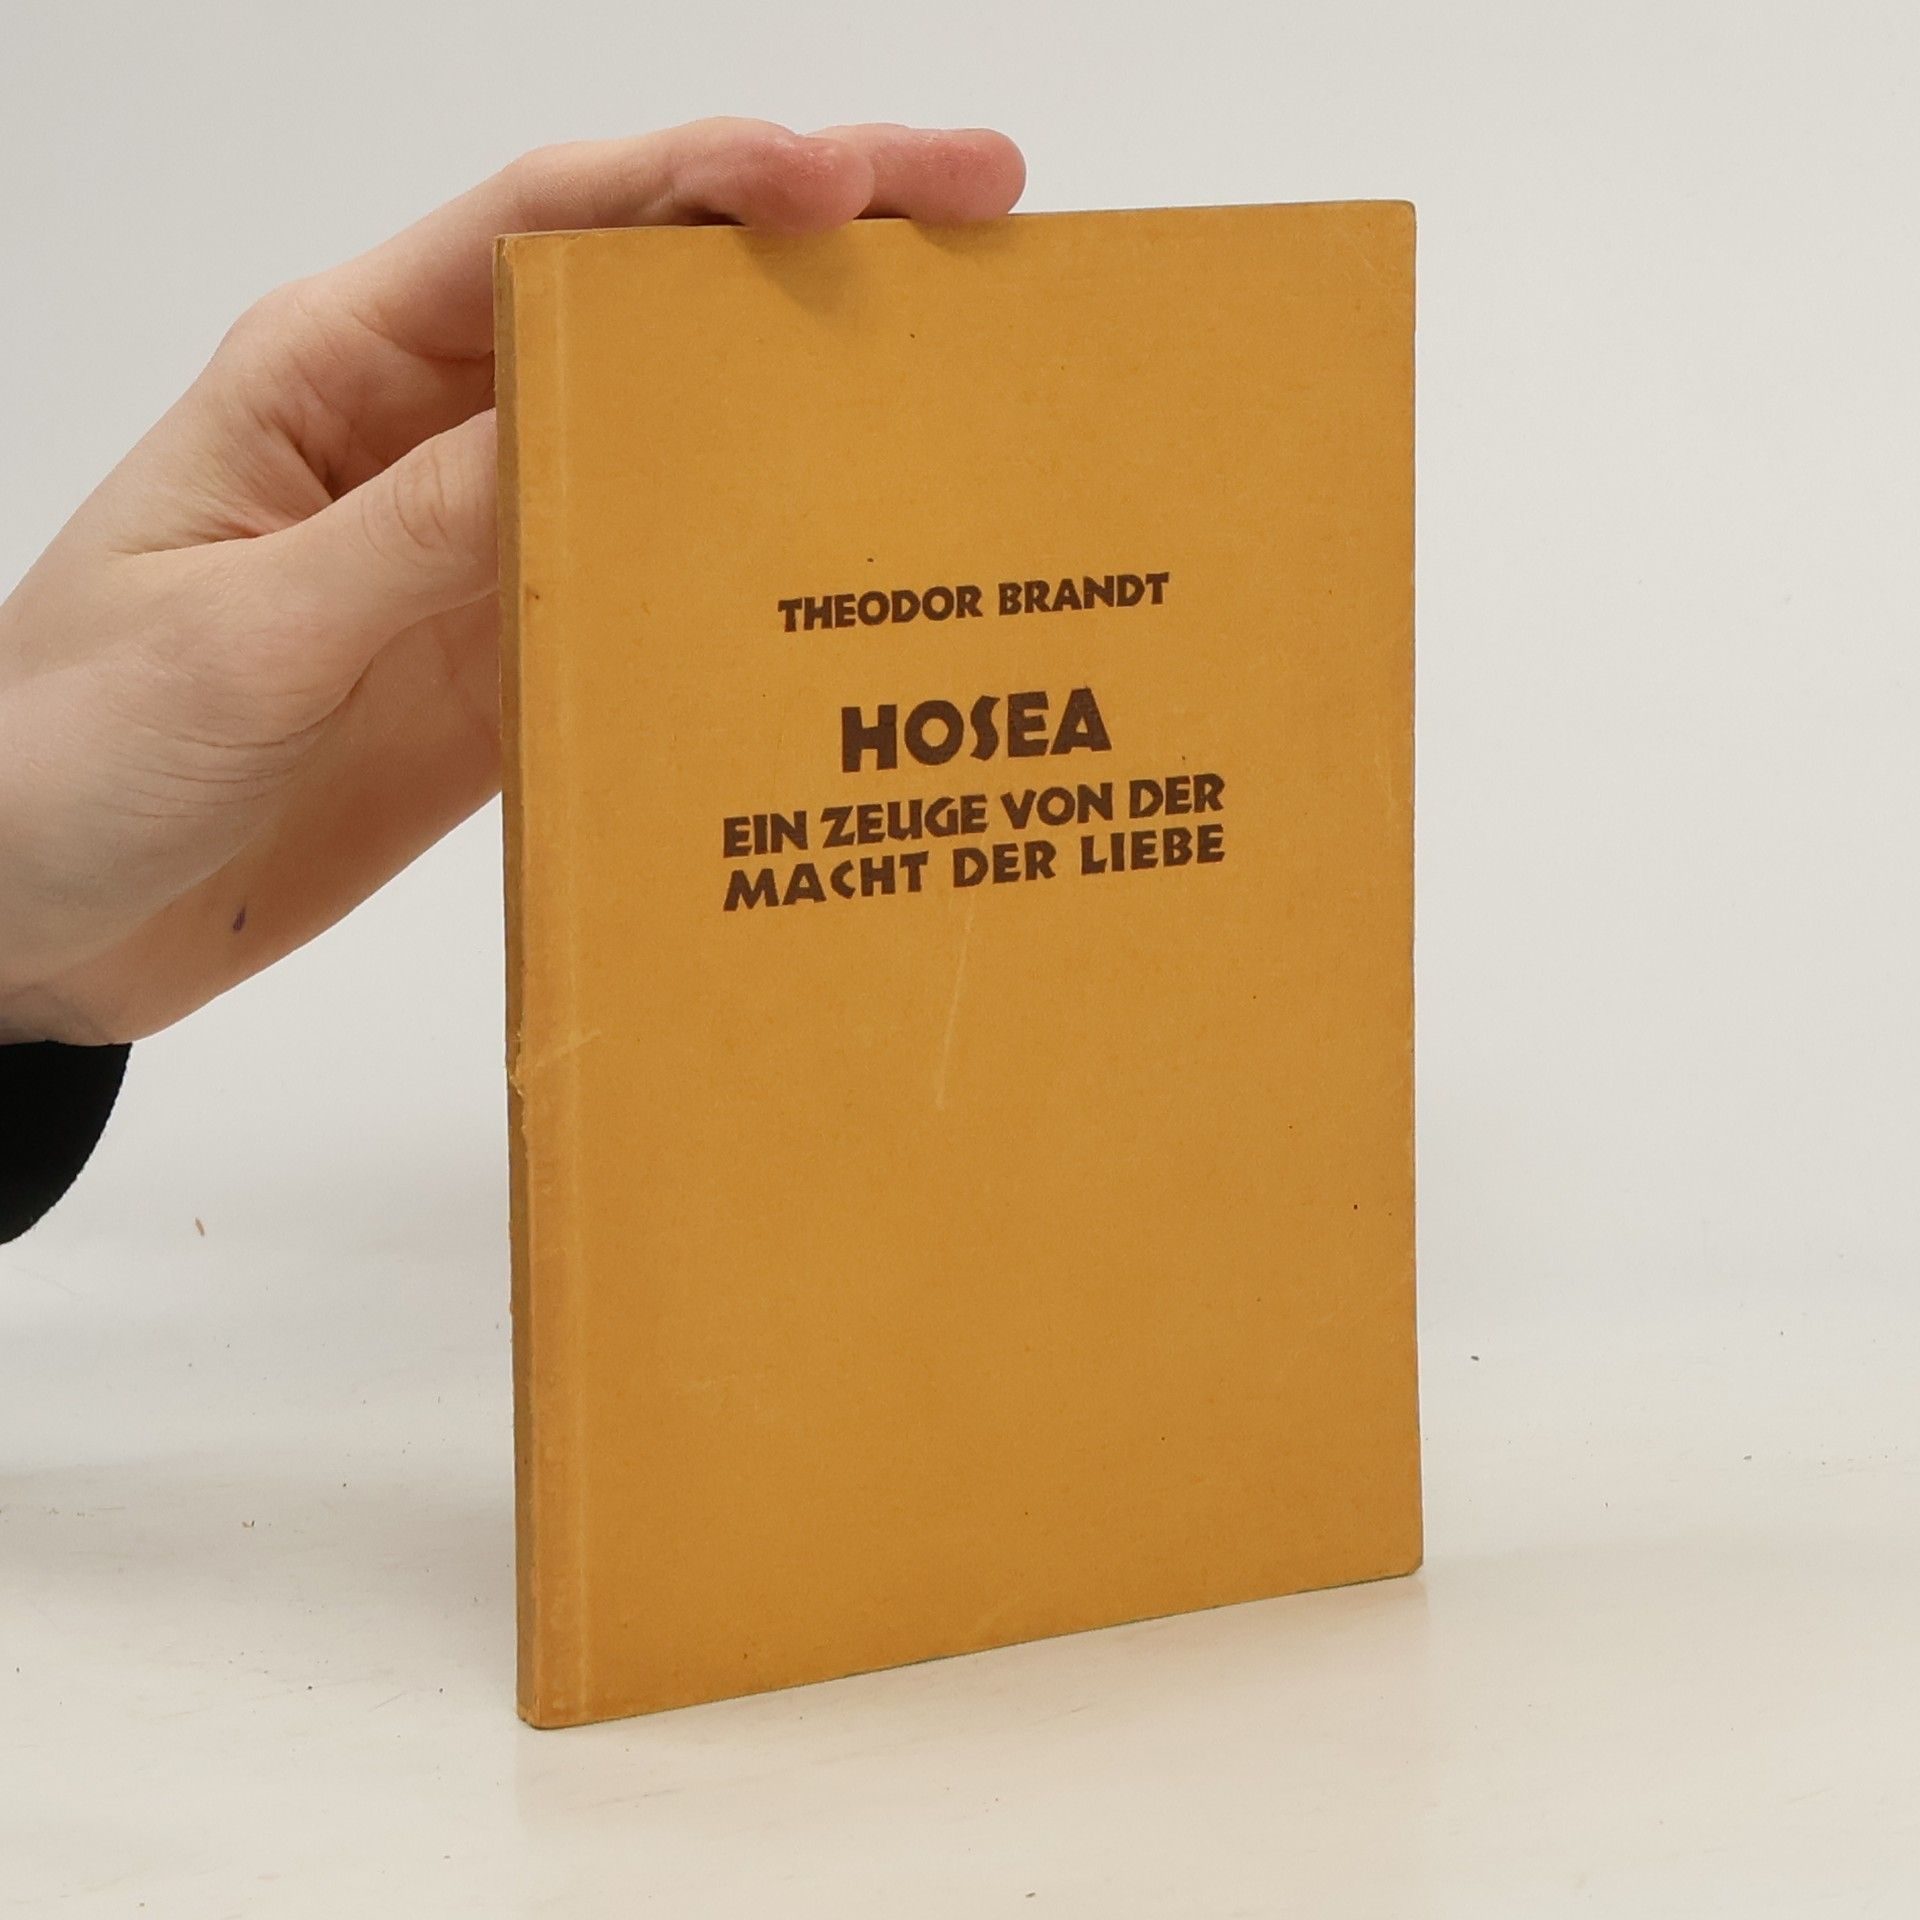 THEODOR BRANDT
HOSEA
EIN ZEUGE VON DER
MACHT DER LIEBE